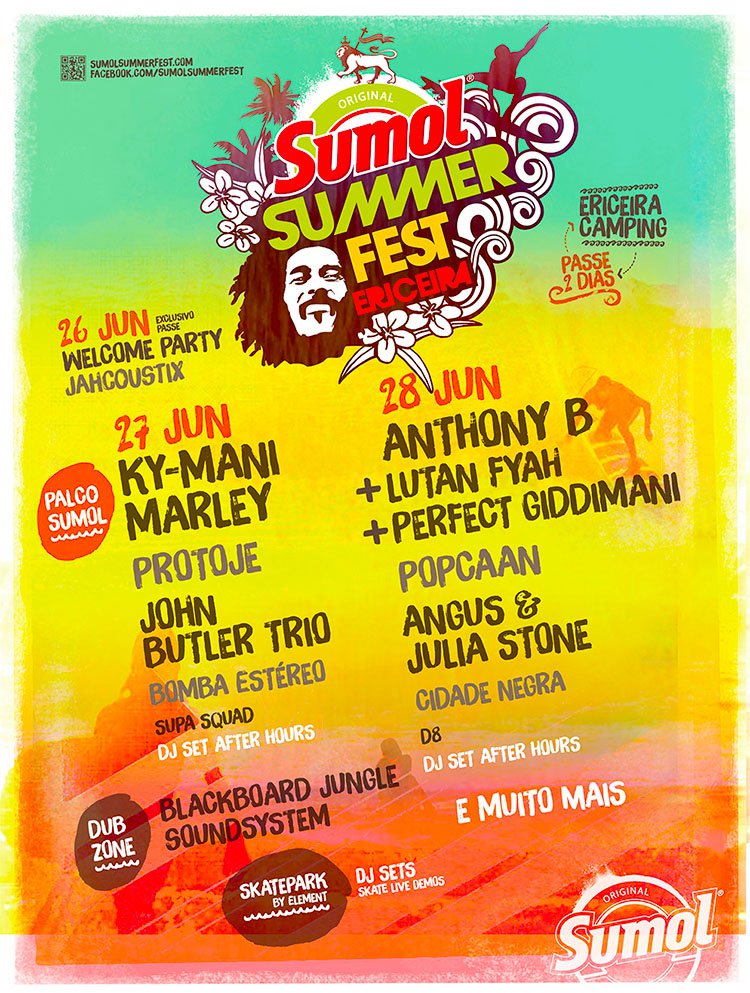 SUMOLSUMMERFEST.COM
FACEBOOK.COM/SUMOLSUMMERFEST
ORIGINAL
Sumol®
SUMMER
FEST
ERICEIRA
ERICEIRA
CAMPING
PASSE
2 DIAS
26 JUN EXCLUSIVO
PASSE
WELCOME PARTY
JAHCOUSTIX
PALCO
SUMOL
27 JUN
KY-MANI
MARLEY
PROTOJE
JOHN
BUTLER TRIO
BOMBA ESTÉREO
SUPA SQUAD
DJ SET AFTER HOURS
28 JUN
ANTHONY B
+ LUTAN FYAH
+ PERFECT GIDDIMANI
POPCAAN
ANGUS &
JULIA STONE
CIDADE NEGRA
D8
DJ SET AFTER HOURS
E MUITO MAIS
DUB
ZONE
BLACKBOARD JUNGLE
SOUNDSYSTEM
SKATEPARK
BY ELEMENT
DJ SETS
SKATE LIVE DEMOS
ORIGINAL
Sumol®